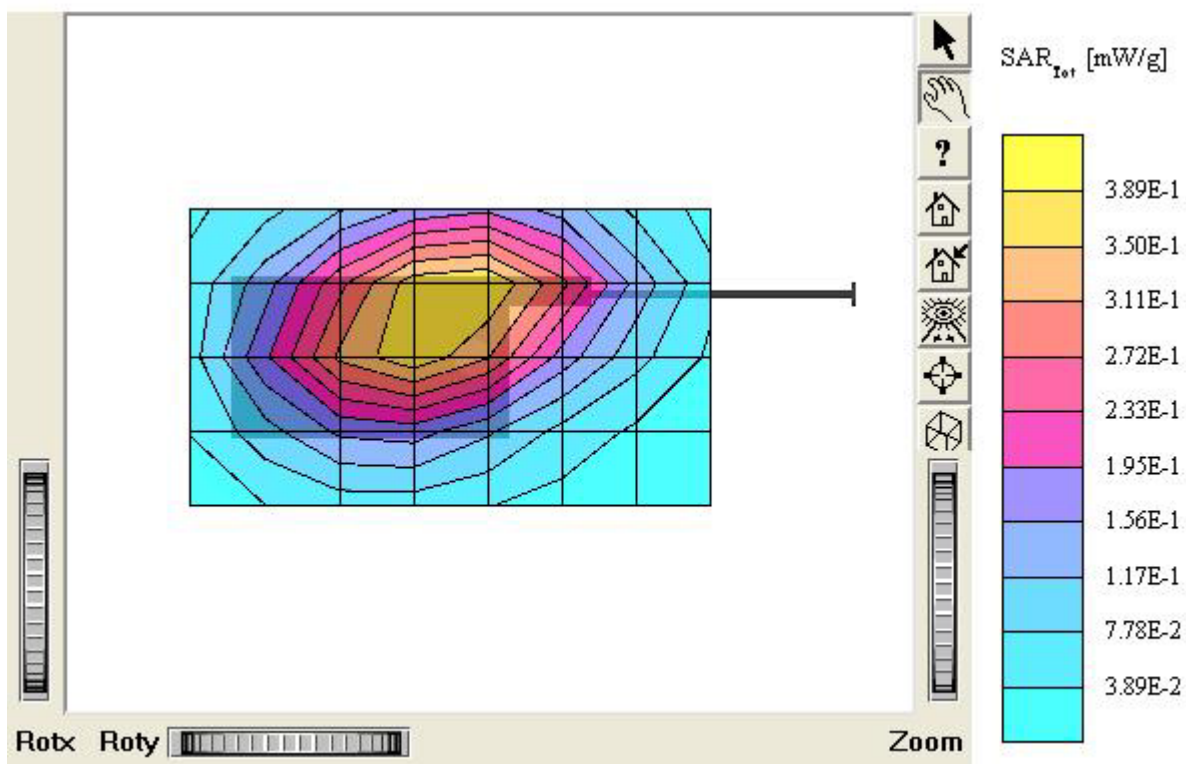 SAR_Tot [mW/g]
?
3.89E-1
3.50E-1
3.11E-1
2.72E-1
2.33E-1
1.95E-1
1.56E-1
1.17E-1
7.78E-2
3.89E-2
Rotx Roty Zoom